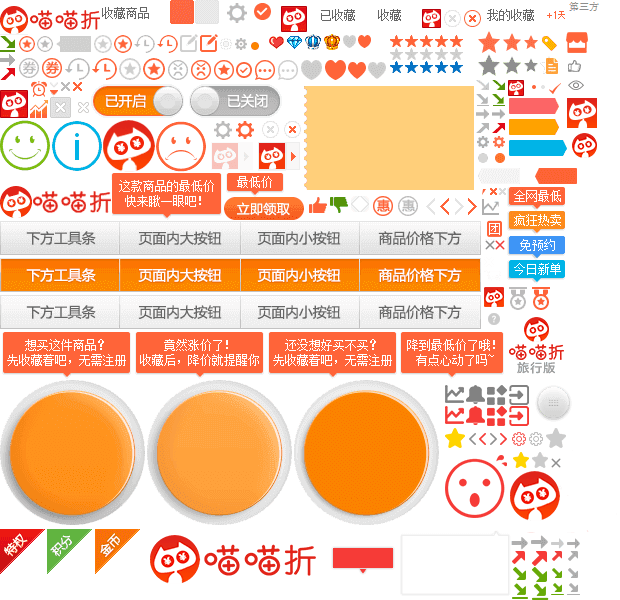 喵喵折
收藏商品
已收藏
收藏
我的收藏
+1天
第三方
券
券
已开启
已关闭
喵喵折
这款商品的最低价
快来瞅一眼吧！
最低价
立即领取
惠
惠
全网最低
疯狂热卖
免预约
今日新单
团
下方工具条
页面内大按钮
页面内小按钮
商品价格下方
下方工具条
页面内大按钮
页面内小按钮
商品价格下方
下方工具条
页面内大按钮
页面内小按钮
商品价格下方
想买这件商品？
先收藏着吧，无需注册
竟然涨价了！
收藏后，降价就提醒你
还没想好买不买？
先收藏着吧，无需注册
降到最低价了哦！
有点心动了吗~
喵喵折
旅行版
特权
积分
金币
喵喵折